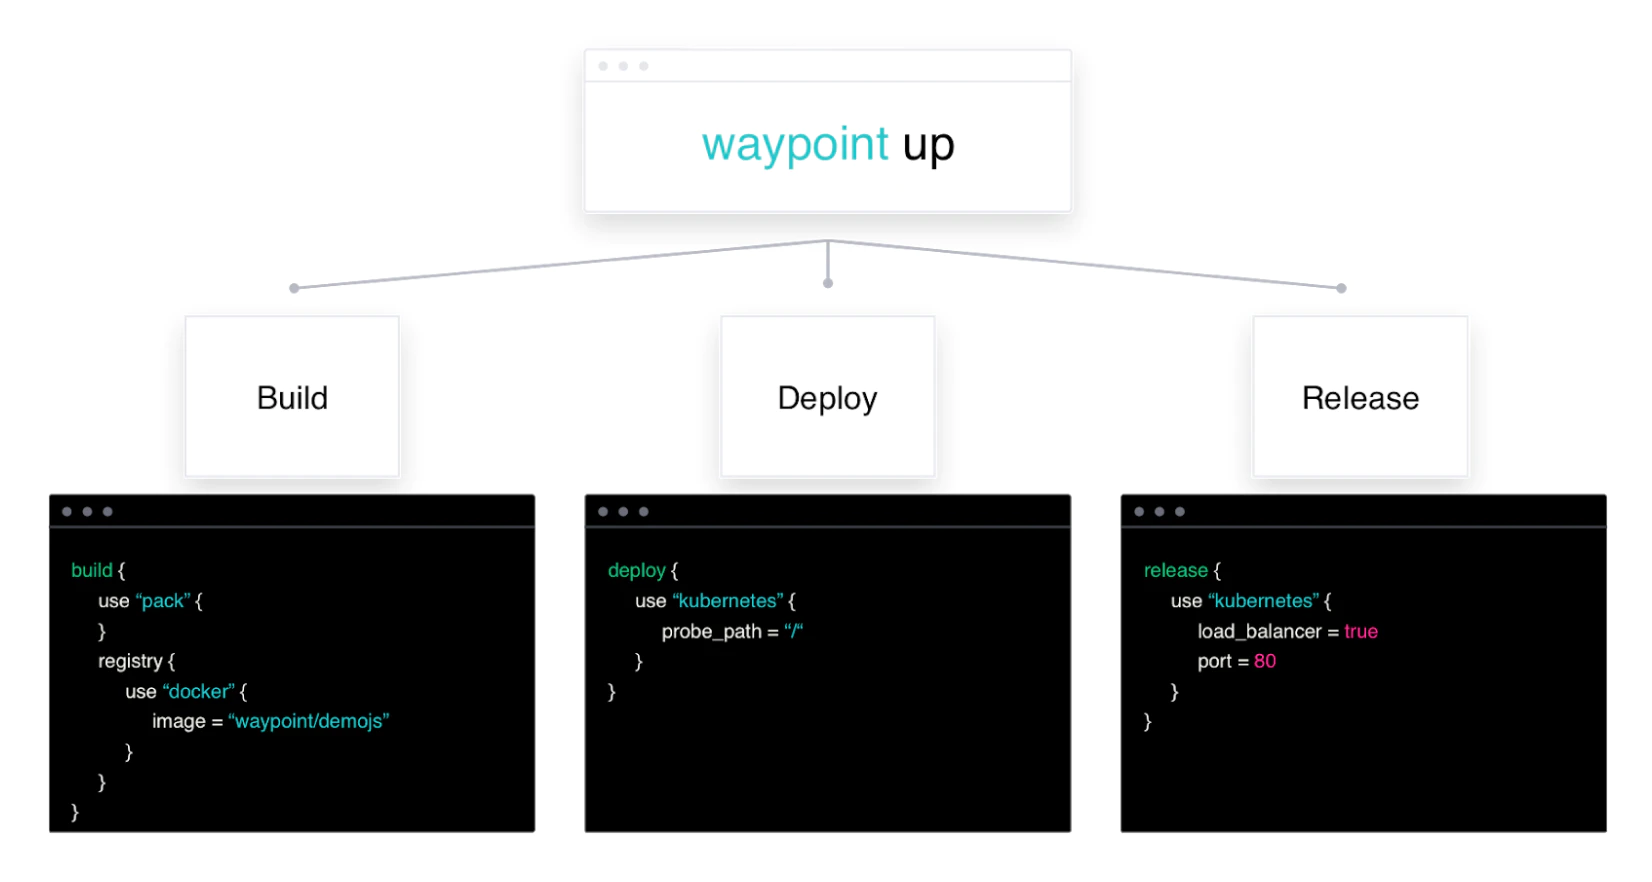 waypoint up
Build
Deploy
Release
build {
use “pack” {
}
registry {
use “docker” {
image = “waypoint/demojs”
}
}
}
deploy {
use “kubernetes” {
probe_path = “/“
}
}
release {
use “kubernetes” {
load_balancer = true
port = 80
}
}